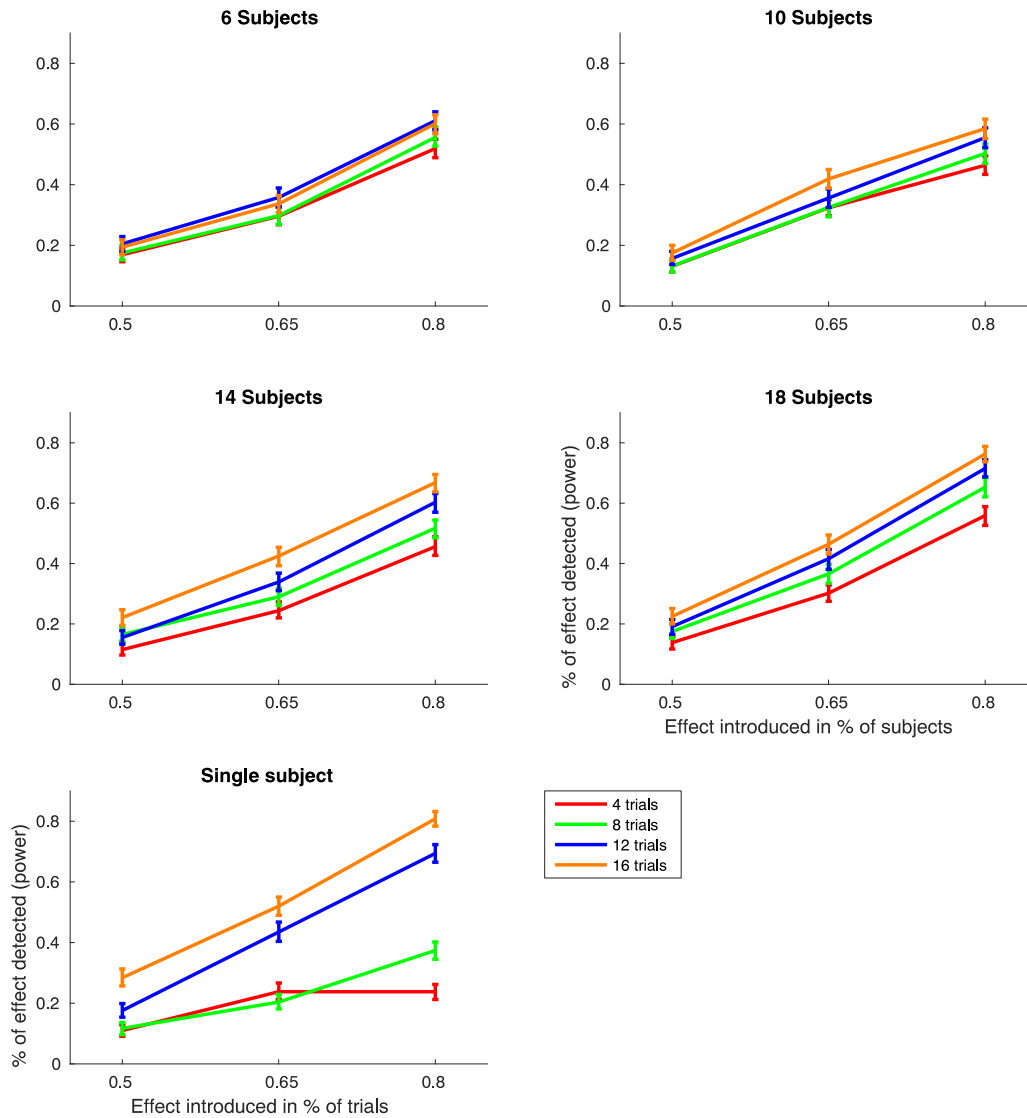 6 Subjects
0.8
0.6
0.4
0.2
0
0.5 0.65 0.8
10 Subjects
0.8
0.6
0.4
0.2
0
0.5 0.65 0.8
14 Subjects
0.8
0.6
0.4
0.2
0
0.5 0.65 0.8
18 Subjects
% of effect detected (power)
0.8
0.6
0.4
0.2
0
0.5 0.65 0.8
Effect introduced in % of subjects
Single subject
% of effect detected (power)
0.8
0.6
0.4
0.2
0
0.5 0.65 0.8
Effect introduced in % of trials
4 trials
8 trials
12 trials
16 trials